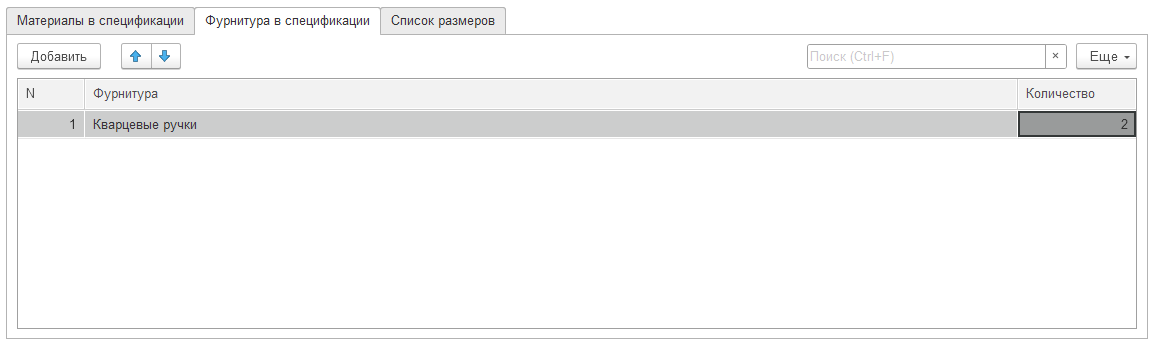 Материалы в спецификации Фурнитура в спецификации Список размеров
Добавить Поиск (Ctrl+F) × Еще
N Фурнитура Количество
1 Кварцевые ручки 2